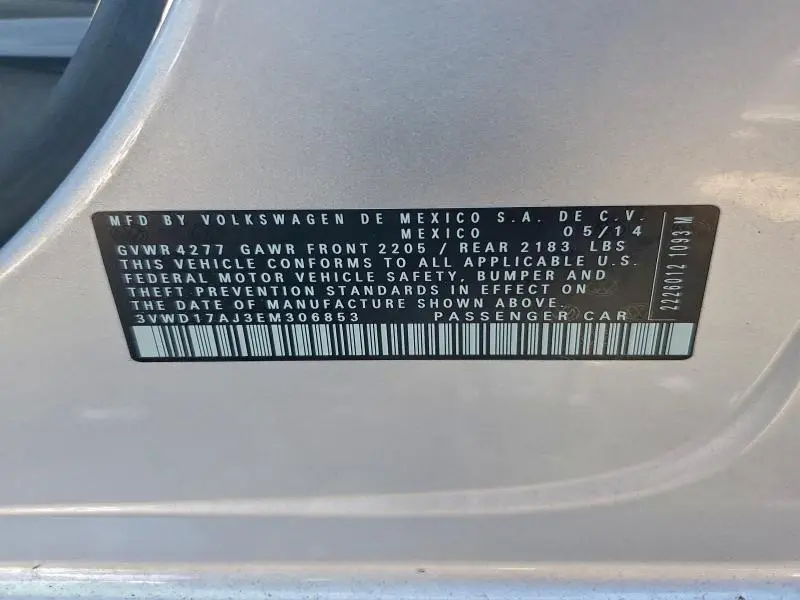 MFD BY VOLKSWAGEN DE MEXICO S.A. DE C.V.
MEXICO 05/14
GVWR 4277 GAWR FRONT 2205 / REAR 2183 LBS
THIS VEHICLE CONFORMS TO ALL APPLICABLE U.S.
FEDERAL MOTOR VEHICLE SAFETY, BUMPER AND
THEFT PREVENTION STANDARDS IN EFFECT ON
THE DATE OF MANUFACTURE SHOWN ABOVE.
3VWD17AJ3EM306853 PASSENGER CAR
2226012 1093 M